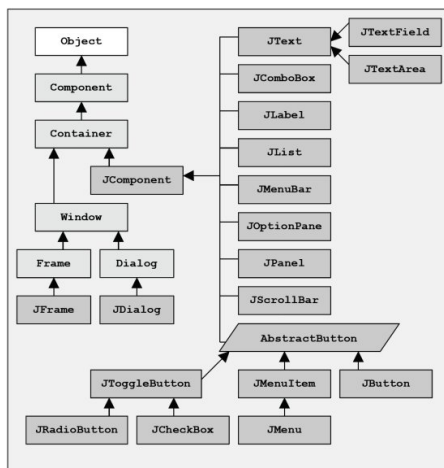 Object
Component
Container
JComponent
Window
Frame
Dialog
JFrame
JDialog
JText
JTextField
JTextArea
JComboBox
JLabel
JList
JMenuBar
JOptionPane
JPanel
JScrollBar
AbstractButton
JToggleButton
JMenuItem
JButton
JRadioButton
JCheckBox
JMenu